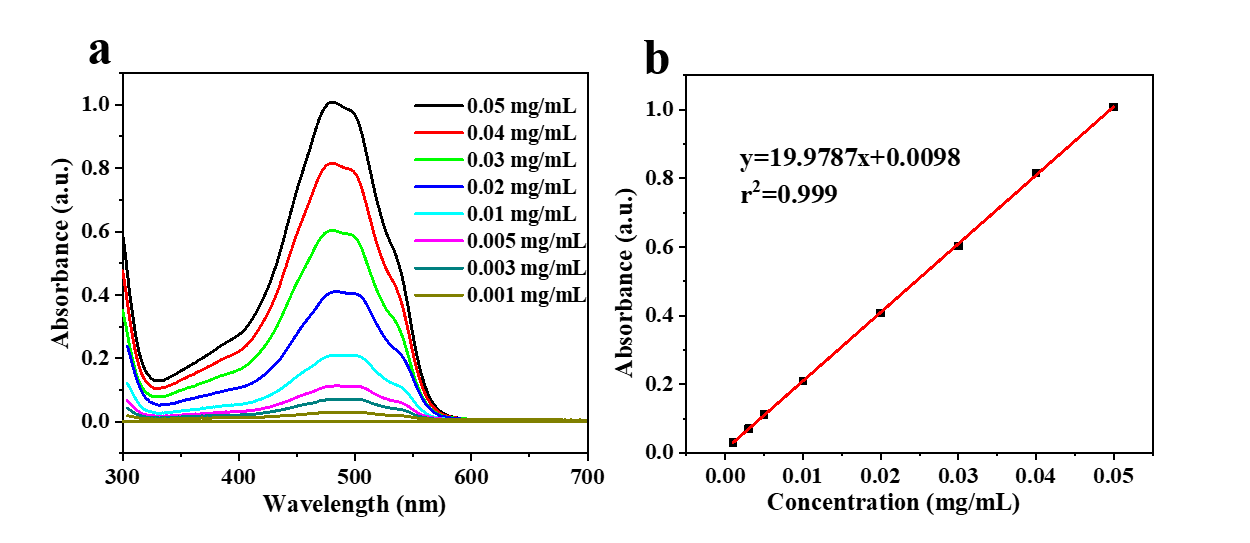 a
Absorbance (a.u.)
1.0
0.8
0.6
0.4
0.2
0.0
300
400
500
600
700
Wavelength (nm)
0.05 mg/mL
0.04 mg/mL
0.03 mg/mL
0.02 mg/mL
0.01 mg/mL
0.005 mg/mL
0.003 mg/mL
0.001 mg/mL
b
Absorbance (a.u.)
1.0
0.8
0.6
0.4
0.2
0.0
0.00
0.01
0.02
0.03
0.04
0.05
Concentration (mg/mL)
y=19.9787x+0.0098
r²=0.999